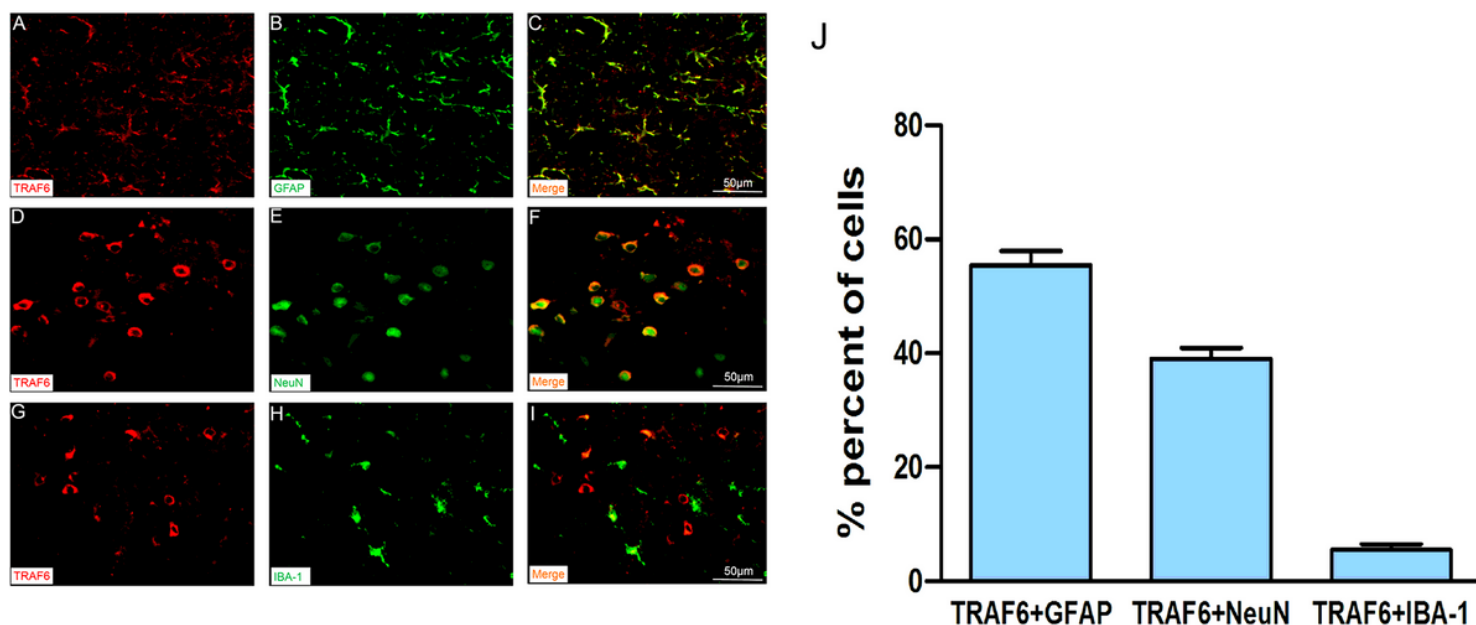 A
B
C
J
TRAF6
GFAP
Merge
50μm
D
E
F
TRAF6
NeuN
Merge
50μm
G
H
I
TRAF6
IBA-1
Merge
50μm
% percent of cells
80
60
40
20
0
TRAF6+GFAP
TRAF6+NeuN
TRAF6+IBA-1